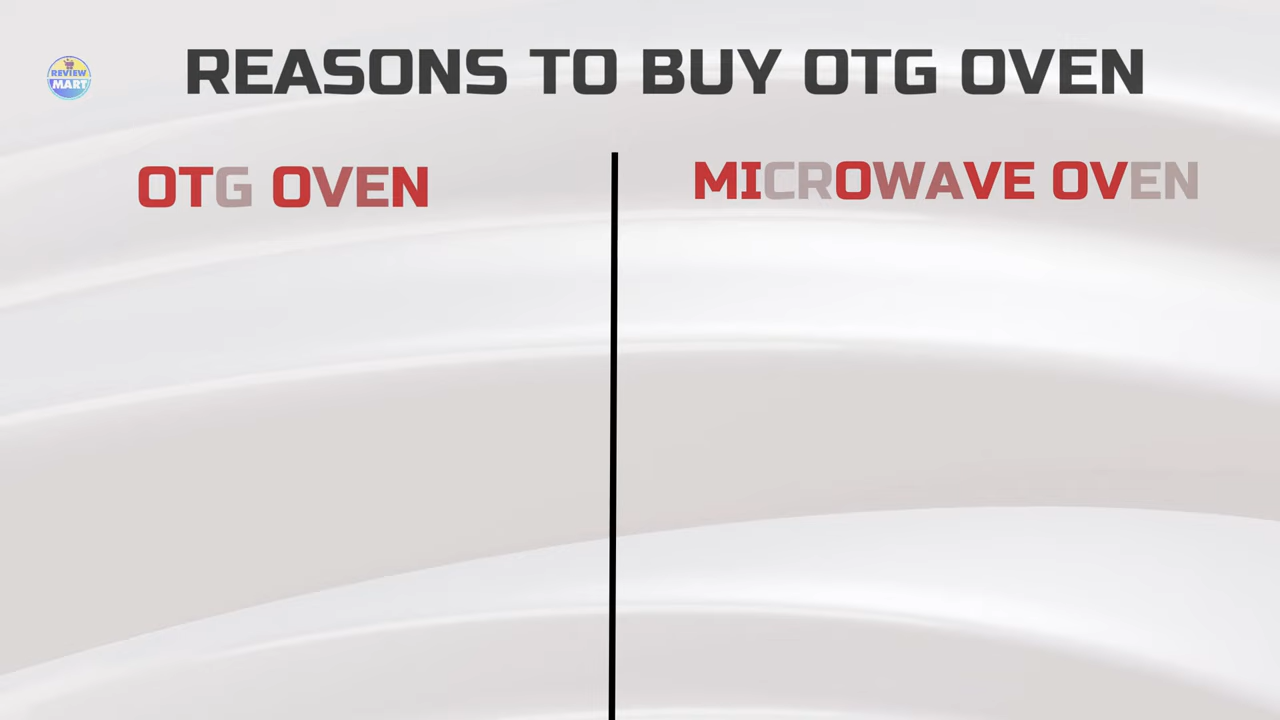 REASONS TO BUY OTG OVEN
REVIEW
MART
OTG OVEN
MICROWAVE OVEN